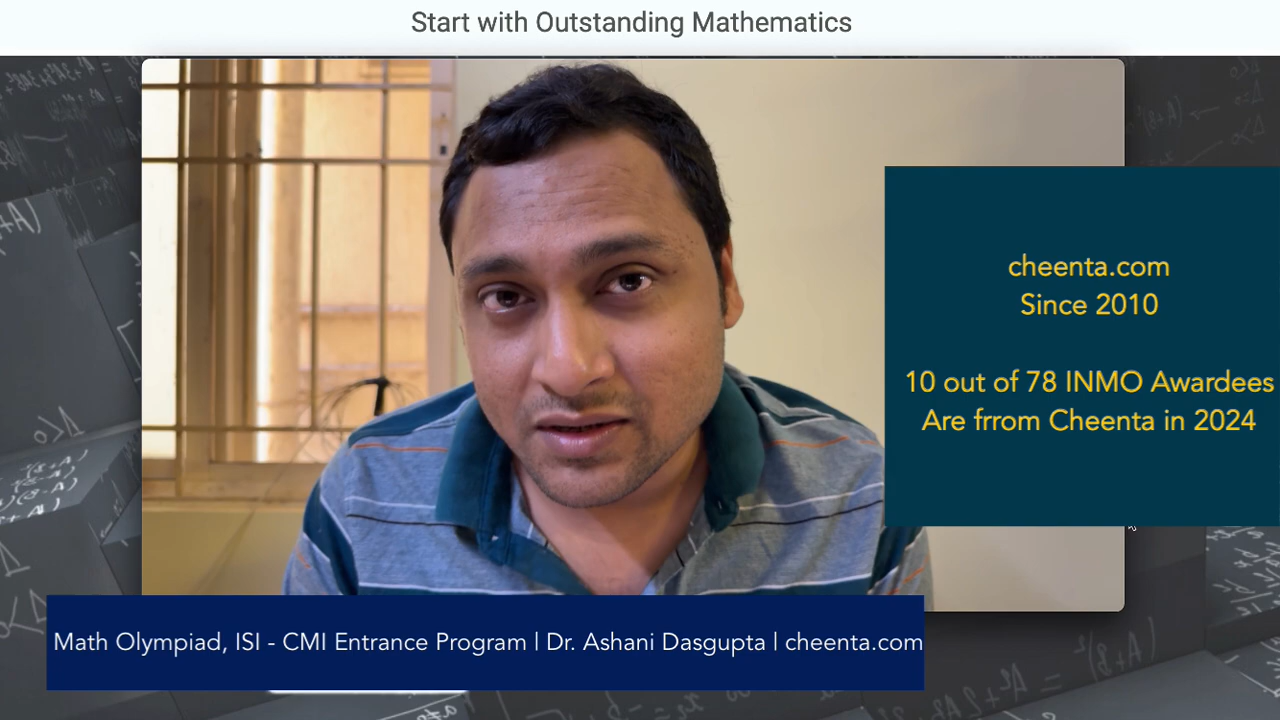 Start with Outstanding Mathematics
cheenta.com
Since 2010
10 out of 78 INMO Awardees
Are frrom Cheenta in 2024
Math Olympiad, ISI - CMI Entrance Program | Dr. Ashani Dasgupta | cheenta.com